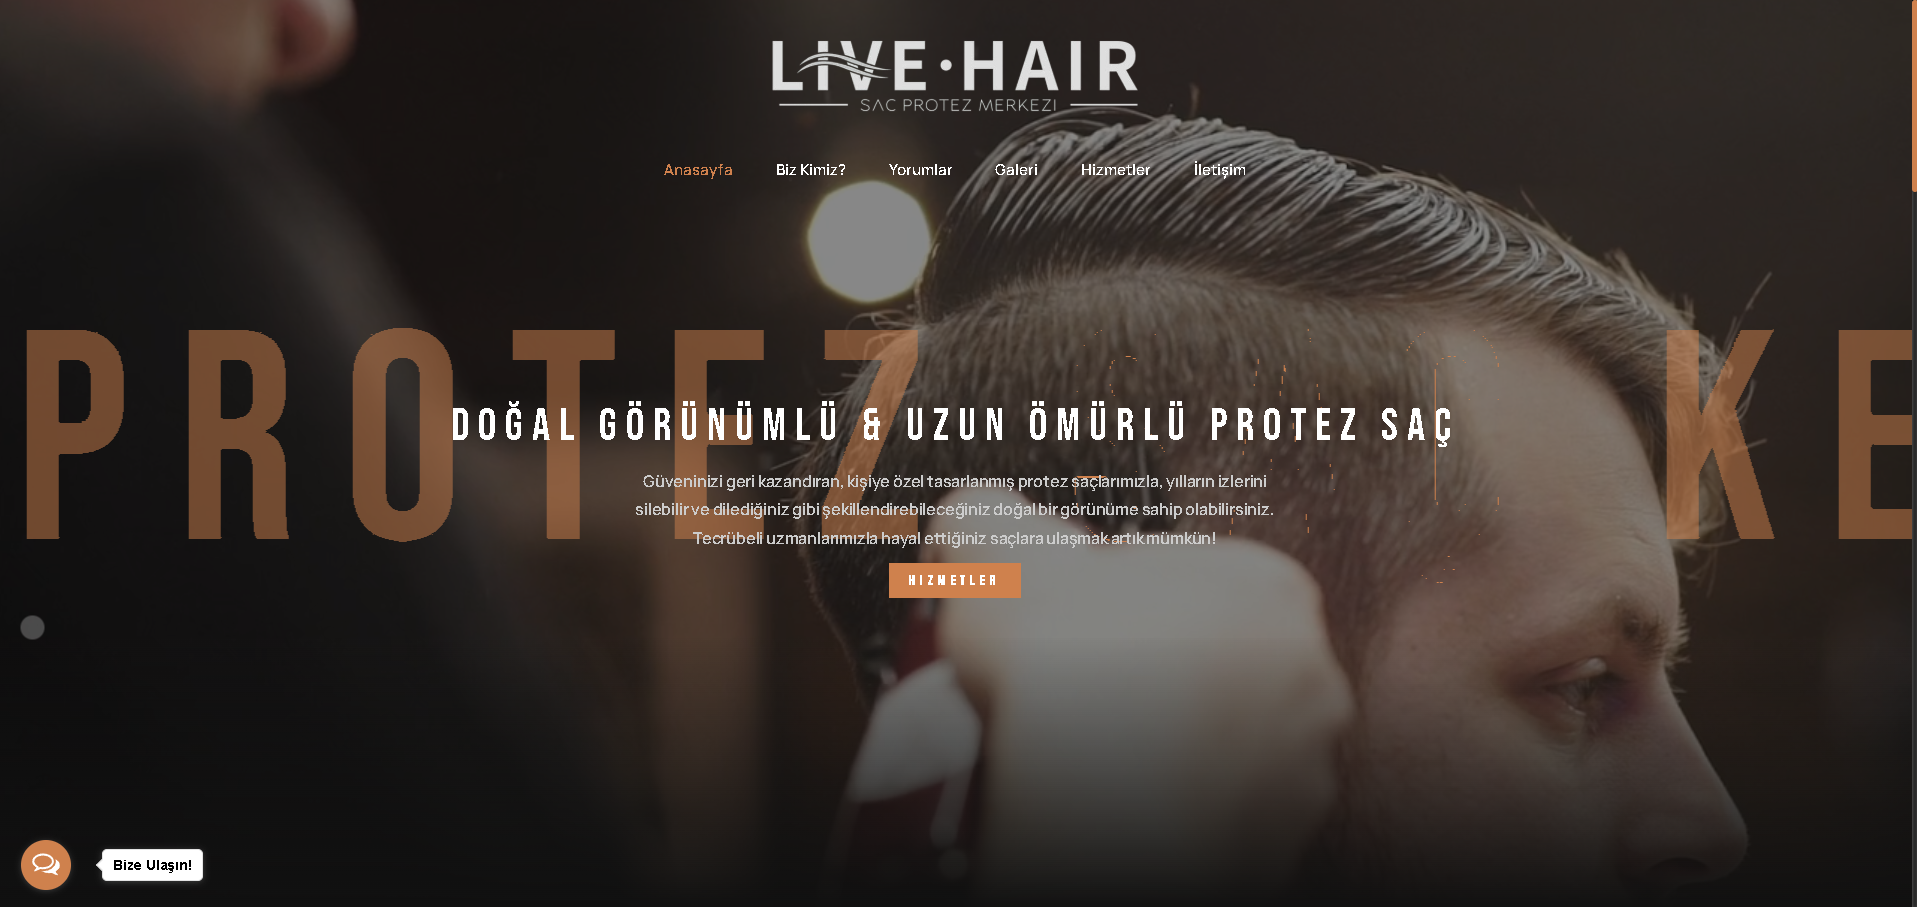 LIVE·HAIR
SAC PROTEZ MERKEZI
Anasayfa Biz Kimiz? Yorumlar Galeri Hizmetler İletişim
PROTEZ SAÇ KE
DOĞAL GÖRÜNÜMLÜ & UZUN ÖMÜRLÜ PROTEZ SAÇ
Güveninizi geri kazandıran, kişiye özel tasarlanmış protez saçlarımızla, yılların izlerini
silebilir ve dilediğiniz gibi şekillendirebileceğiniz doğal bir görünüme sahip olabilirsiniz.
Tecrübeli uzmanlarımızla hayal ettiğiniz saçlara ulaşmak artık mümkün!
HIZMETLER
Bize Ulaşın!